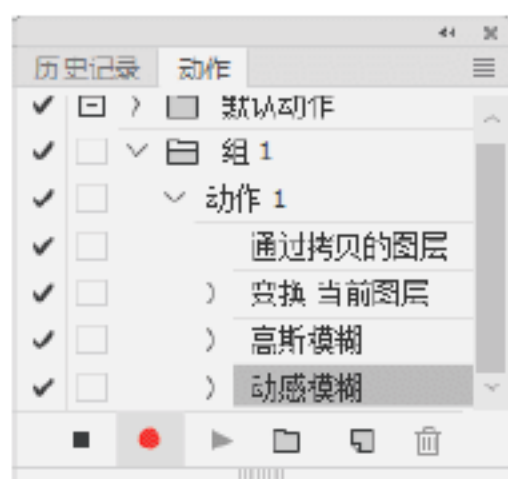 历史记录 动作
默认动作
组 1
动作 1
通过拷贝的图层
变换 当前图层
高斯模糊
动感模糊